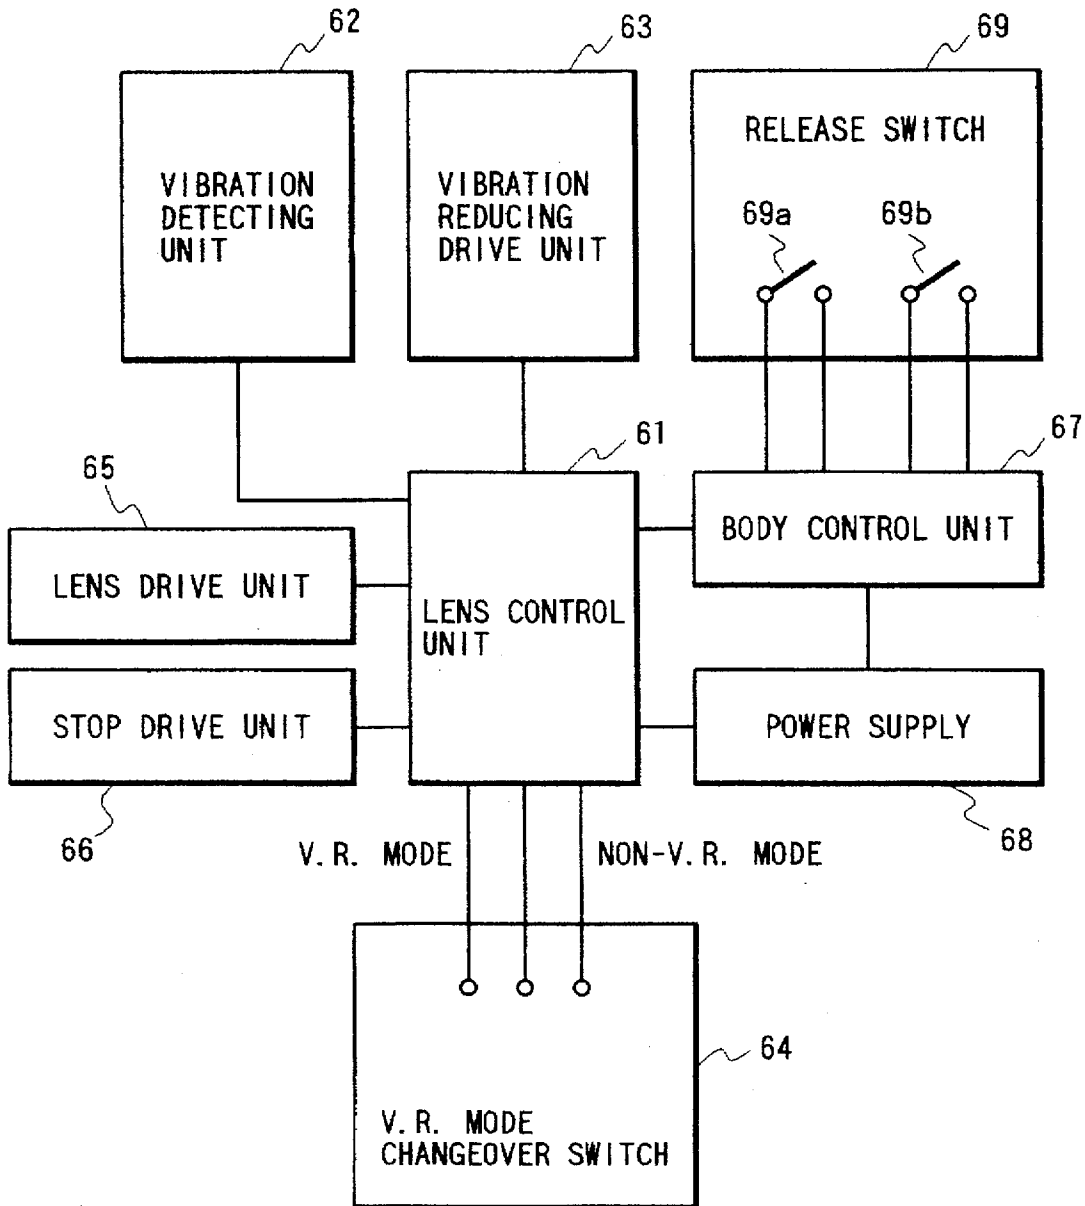 62
63
69
VIBRATION
DETECTING
UNIT
VIBRATION
REDUCING
DRIVE UNIT
RELEASE SWITCH
69a
69b
61
67
65
LENS DRIVE UNIT
LENS CONTROL
UNIT
BODY CONTROL UNIT
STOP DRIVE UNIT
POWER SUPPLY
66
68
V.R. MODE
NON-V.R. MODE
64
V.R. MODE
CHANGEOVER SWITCH